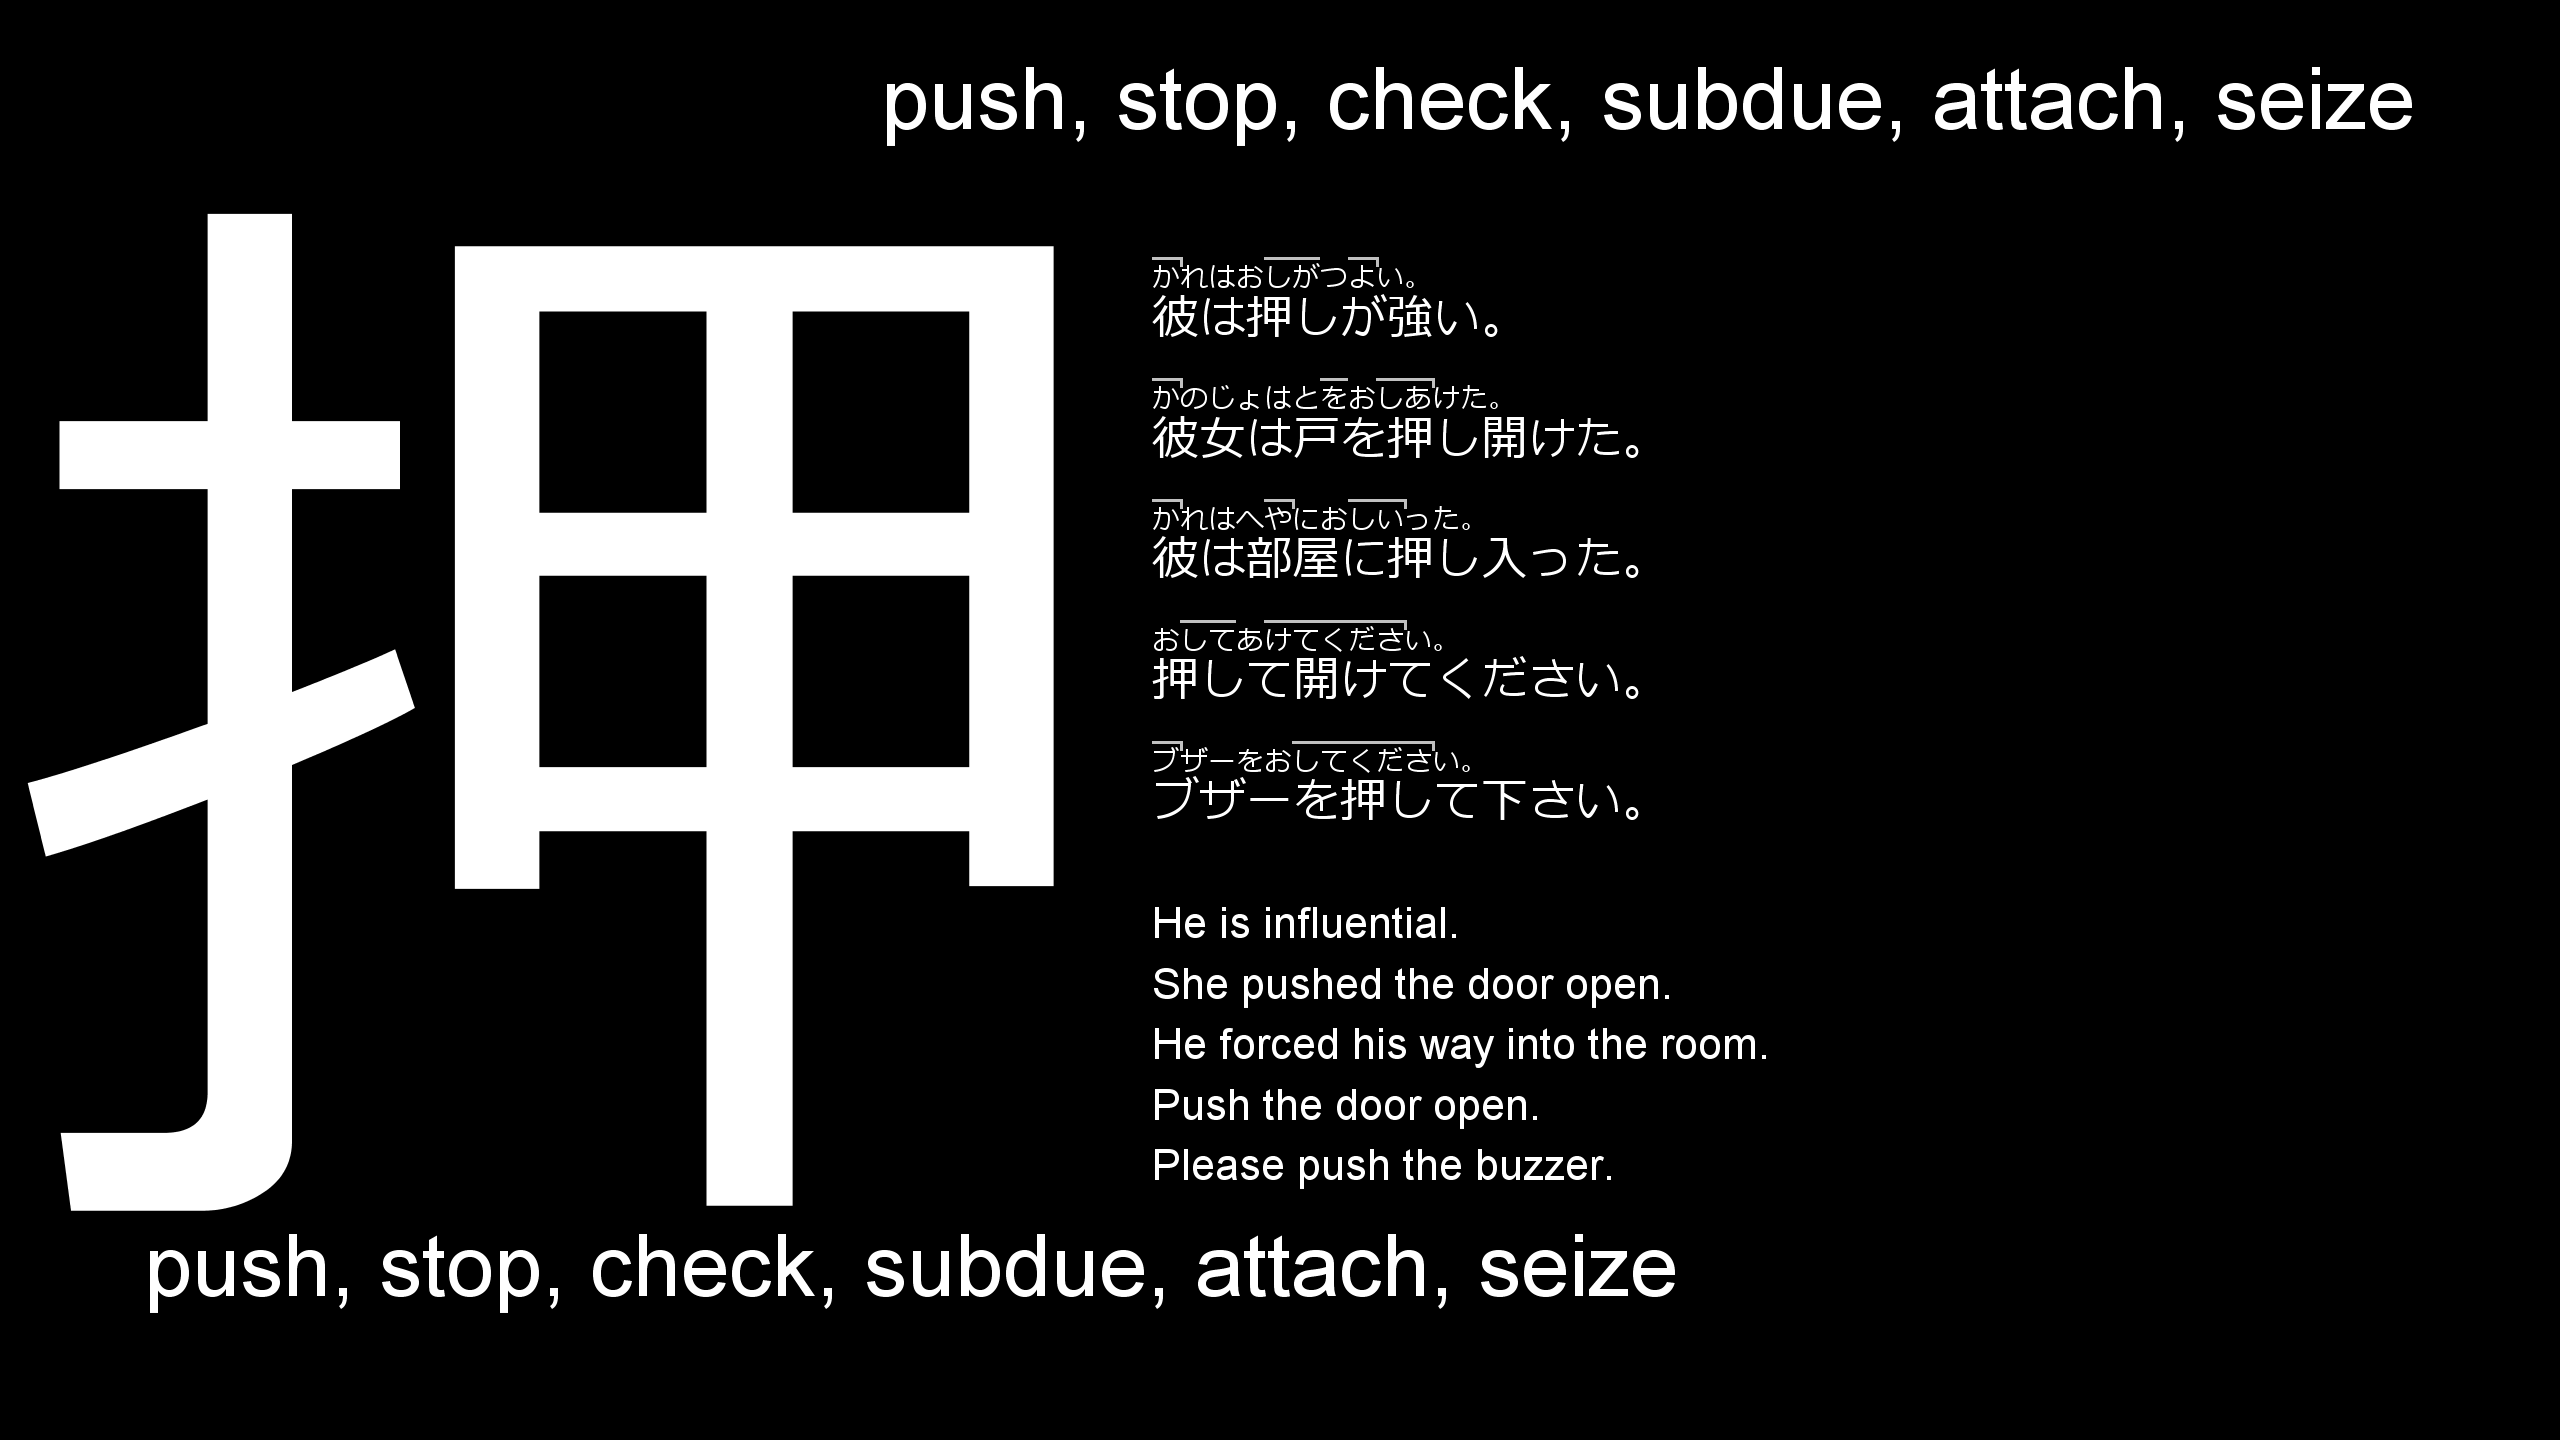 push, stop, check, subdue, attach, seize
押
かれはおしがつよい。
彼は押しが強い。
かのじょはとをおしあけた。
彼女は戸を押し開けた。
かれはへやにおしいった。
彼は部屋に押し入った。
おしてあけてください。
押して開けてください。
ブザーをおしてください。
ブザーを押して下さい。
He is influential.
She pushed the door open.
He forced his way into the room.
Push the door open.
Please push the buzzer.
push, stop, check, subdue, attach, seize